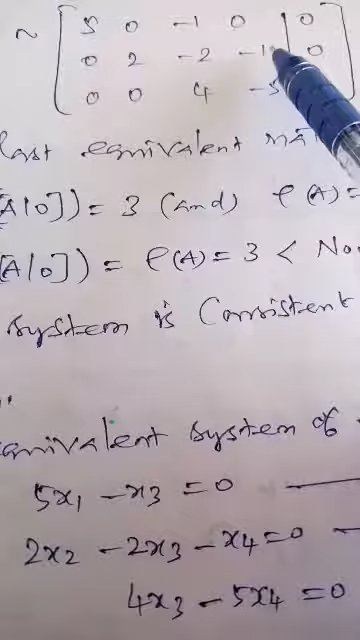 ~ [ 5 0 -1 0 | 0
0 2 -2 -1 | 0
0 0 4 -5 ]
last equivalent
[A|0]) = 3 (and) ρ(A) =
[A|0]) = ρ(A) = 3 < No
system is Consistent
equivalent system of
5x1 - x3 = 0
2x2 - 2x3 - x4 = 0
4x3 - 5x4 = 0